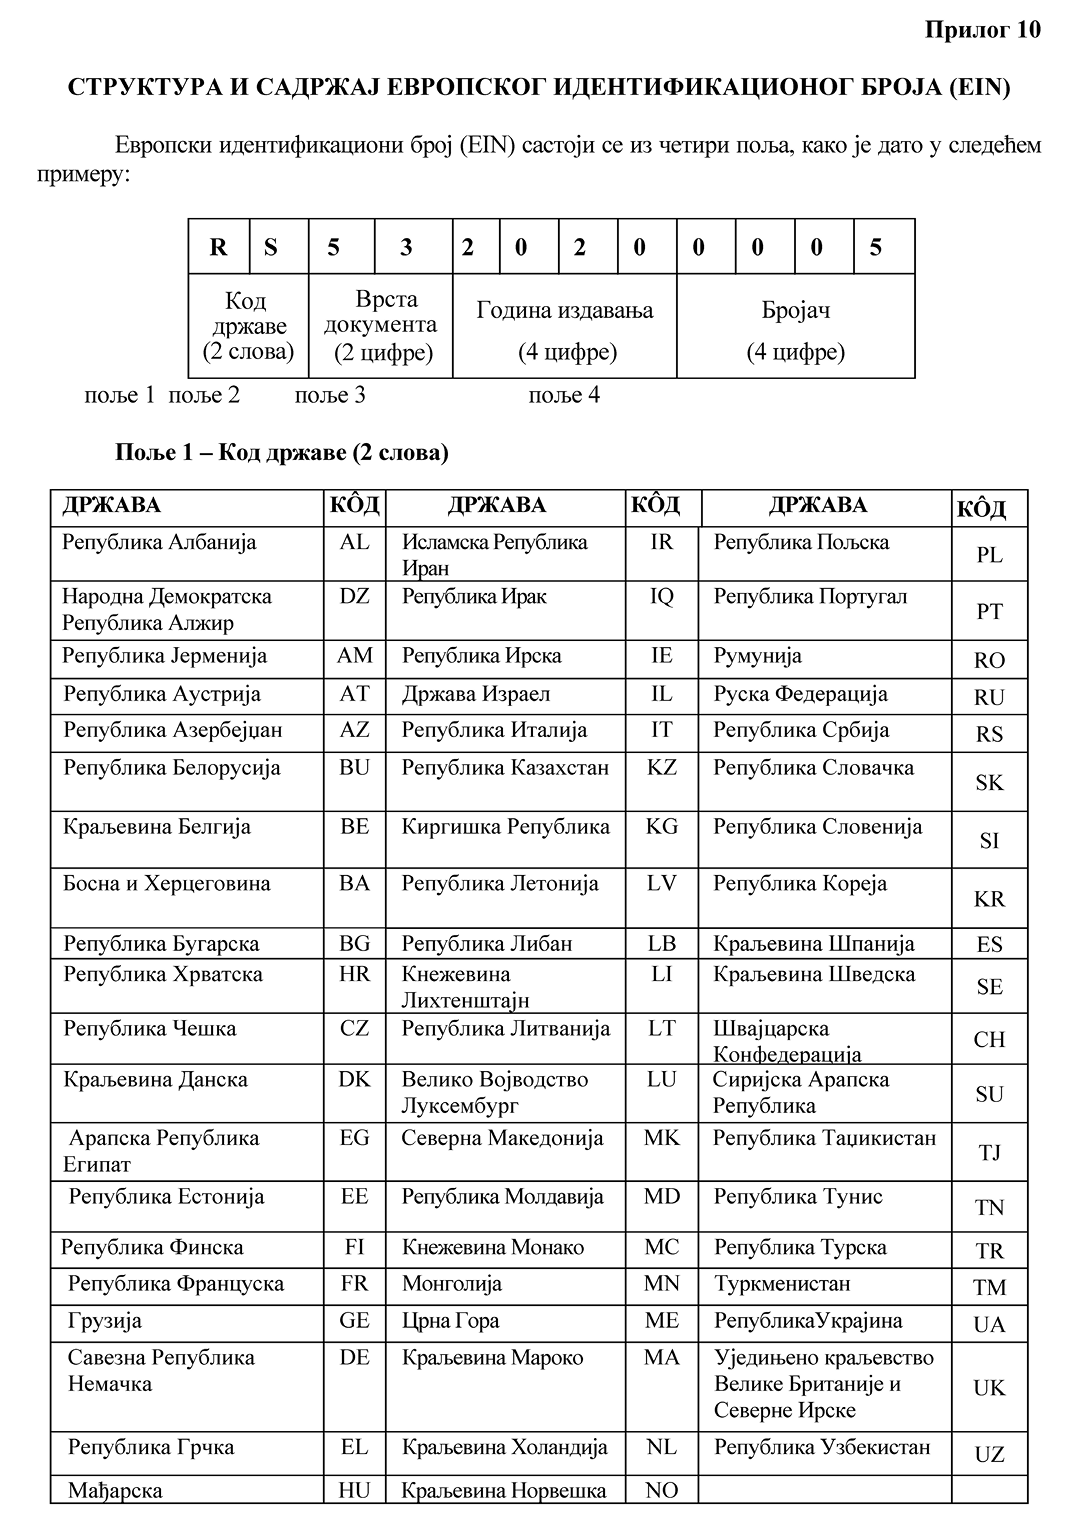 Прилог 10
СТРУКТУРА И САДРЖАЈ ЕВРОПСКОГ ИДЕНТИФИКАЦИОНОГ БРОЈА (EIN)
Европски идентификациони број (EIN) састоји се из четири поља, како је дато у следећем
примеру:
R S 5 3 2 0 2 0 0 0 0 5
Код државе (2 слова) Врста документа (2 цифре) Година издавања (4 цифре) Бројач (4 цифре)
поље 1 поље 2 поље 3 поље 4
Поље 1 – Код државе (2 слова)
ДРЖАВА КÔД ДРЖАВА КÔД ДРЖАВА КÔД
Република Албанија AL Исламска Република Иран IR Република Пољска PL
Народна Демократска Република Алжир DZ Република Ирак IQ Република Португал PT
Република Јерменија AM Република Ирска IE Румунија RO
Република Аустрија AT Држава Израел IL Руска Федерација RU
Република Азербејџан AZ Република Италија IT Република Србија RS
Република Белорусија BU Република Казахстан KZ Република Словачка SK
Краљевина Белгија BE Киргишка Република KG Република Словенија SI
Босна и Херцеговина BA Република Летонија LV Република Кореја KR
Република Бугарска BG Република Либан LB Краљевина Шпанија ES
Република Хрватска HR Кнежевина Лихтенштајн LI Краљевина Шведска SE
Република Чешка CZ Република Литванија LT Швајцарска Конфедерација CH
Краљевина Данска DK Велико Војводство Луксембург LU Сиријска Арапска Република SU
Арапска Република Египат EG Северна Македонија MK Република Таџикистан TJ
Република Естонија EE Република Молдавија MD Република Тунис TN
Република Финска FI Кнежевина Монако MC Република Турска TR
Република Француска FR Монголија MN Туркменистан TM
Грузија GE Црна Гора ME РепубликаУкрајина UA
Савезна Република Немачка DE Краљевина Мароко MA Уједињено краљевство Велике Британије и Северне Ирске UK
Република Грчка EL Краљевина Холандија NL Република Узбекистан UZ
Мађарска HU Краљевина Норвешка NO